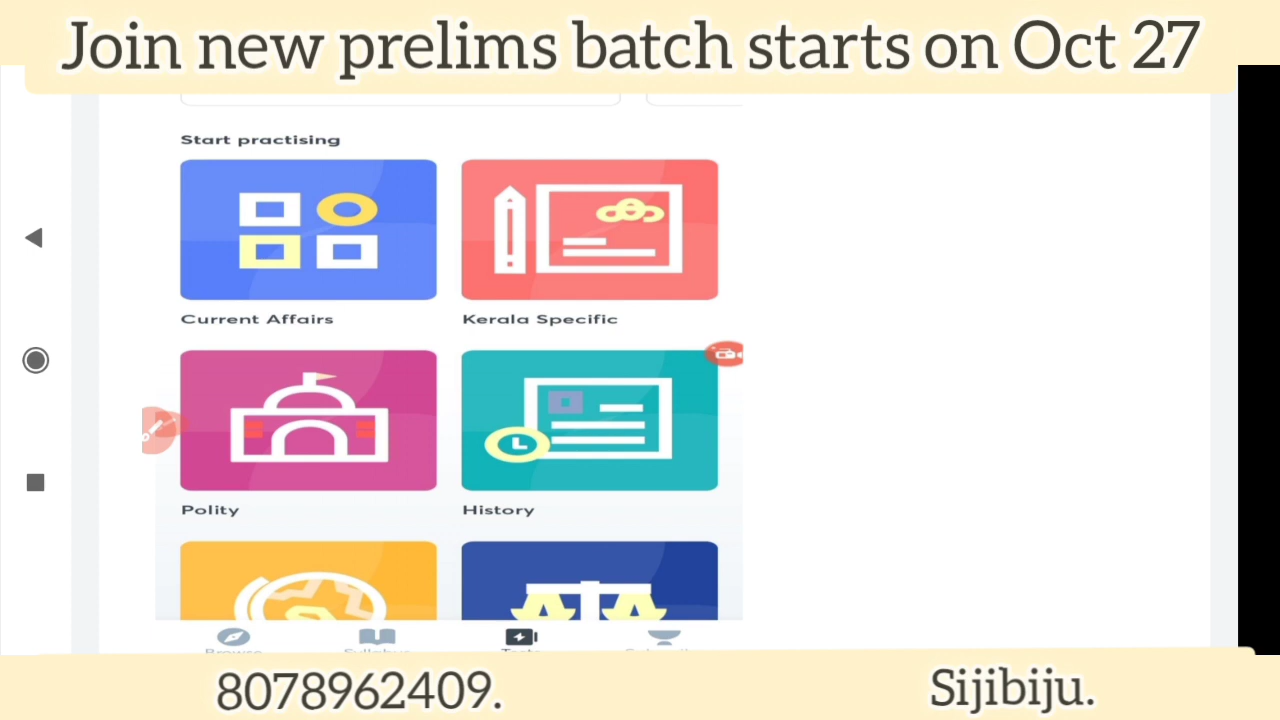 Join new prelims batch starts on Oct 27
Start practising
Current Affairs
Kerala Specific
Polity
History
8078962409.
Sijibiju.